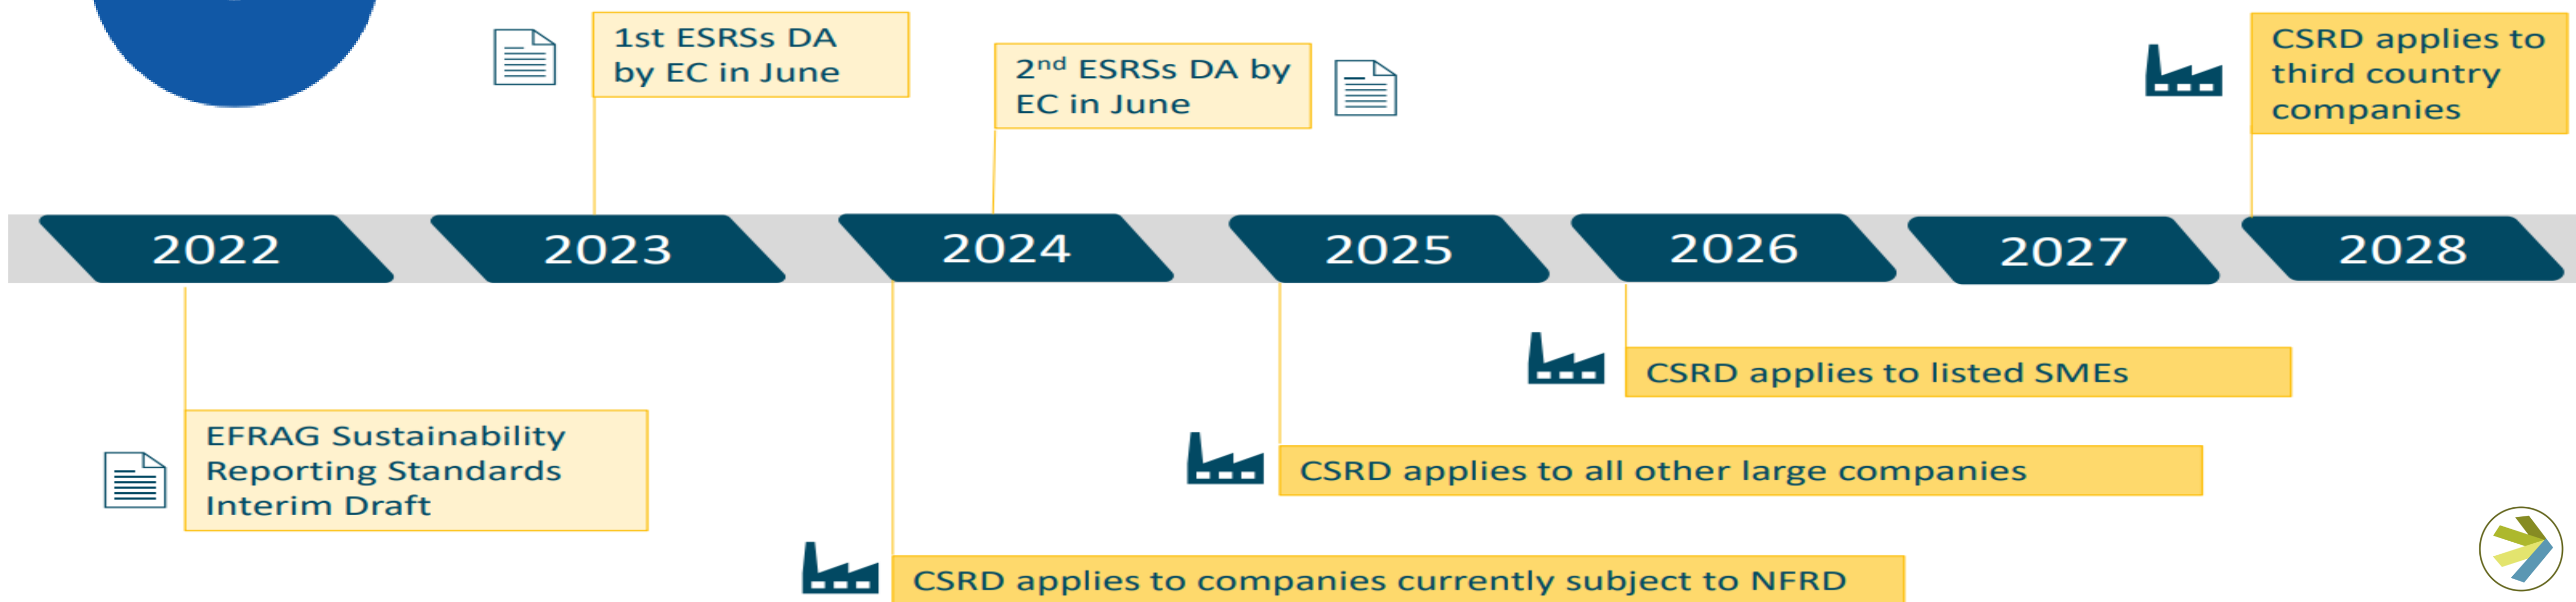 1st ESRSs DA
by EC in June
2nd ESRSs DA by
EC in June
CSRD applies to
third country
companies
2022
2023
2024
2025
2026
2027
2028
CSRD applies to listed SMEs
EFRAG Sustainability
Reporting Standards
Interim Draft
CSRD applies to all other large companies
CSRD applies to companies currently subject to NFRD